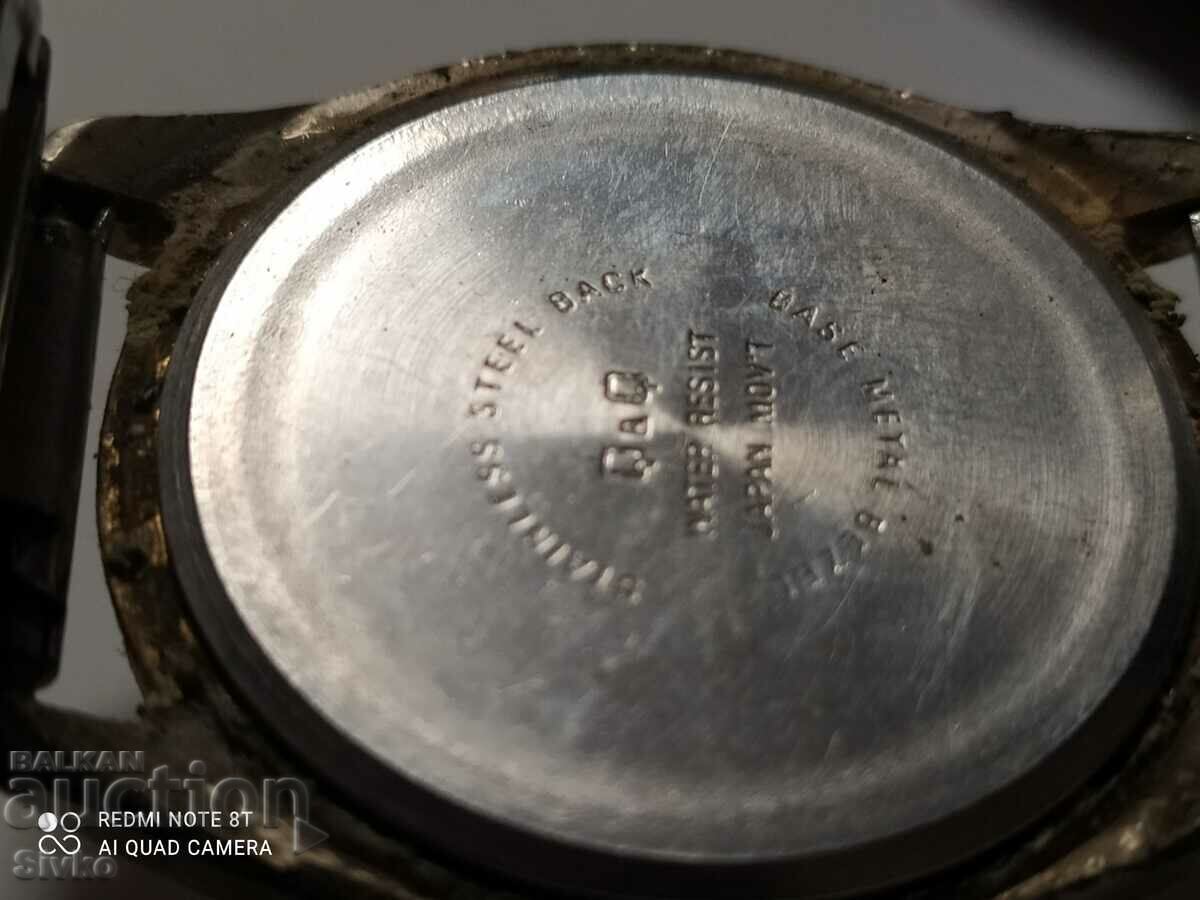 STAINLESS STEEL BACK
Q&Q
WATER RESIST
JAPAN MOV'T
BASE METAL BEZEL
BALKAN
auction
REDMI NOTE 8T
AI QUAD CAMERA
Sivko